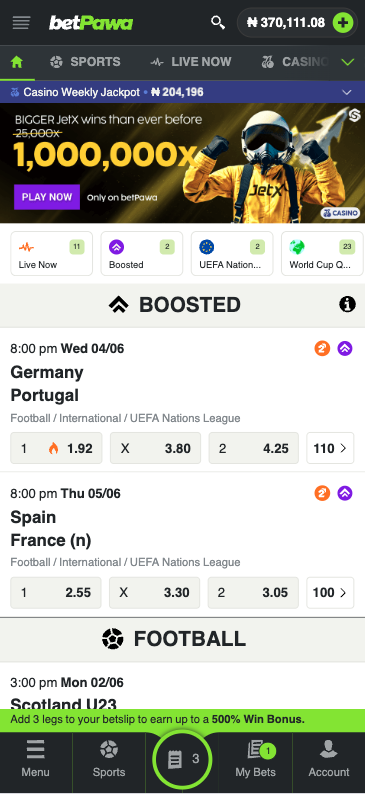 betPawa
₦ 370,111.08
SPORTS
LIVE NOW
CASINO
Casino Weekly Jackpot • ₦ 204,196
BIGGER JetX wins than ever before
25,000x
1,000,000x
JetX
PLAY NOW
Only on betPawa
CASINO
11
Live Now
2
Boosted
2
UEFA Nation...
23
World Cup Q...
BOOSTED
8:00 pm Wed 04/06
Germany
Portugal
Football / International / UEFA Nations League
1 1.92 X 3.80 2 4.25 110 >
8:00 pm Thu 05/06
Spain
France (n)
Football / International / UEFA Nations League
1 2.55 X 3.30 2 3.05 100 >
FOOTBALL
3:00 pm Mon 02/06
Scotland U23
Add 3 legs to your betslip to earn up to a 500% Win Bonus.
3
1
Menu
Sports
My Bets
Account